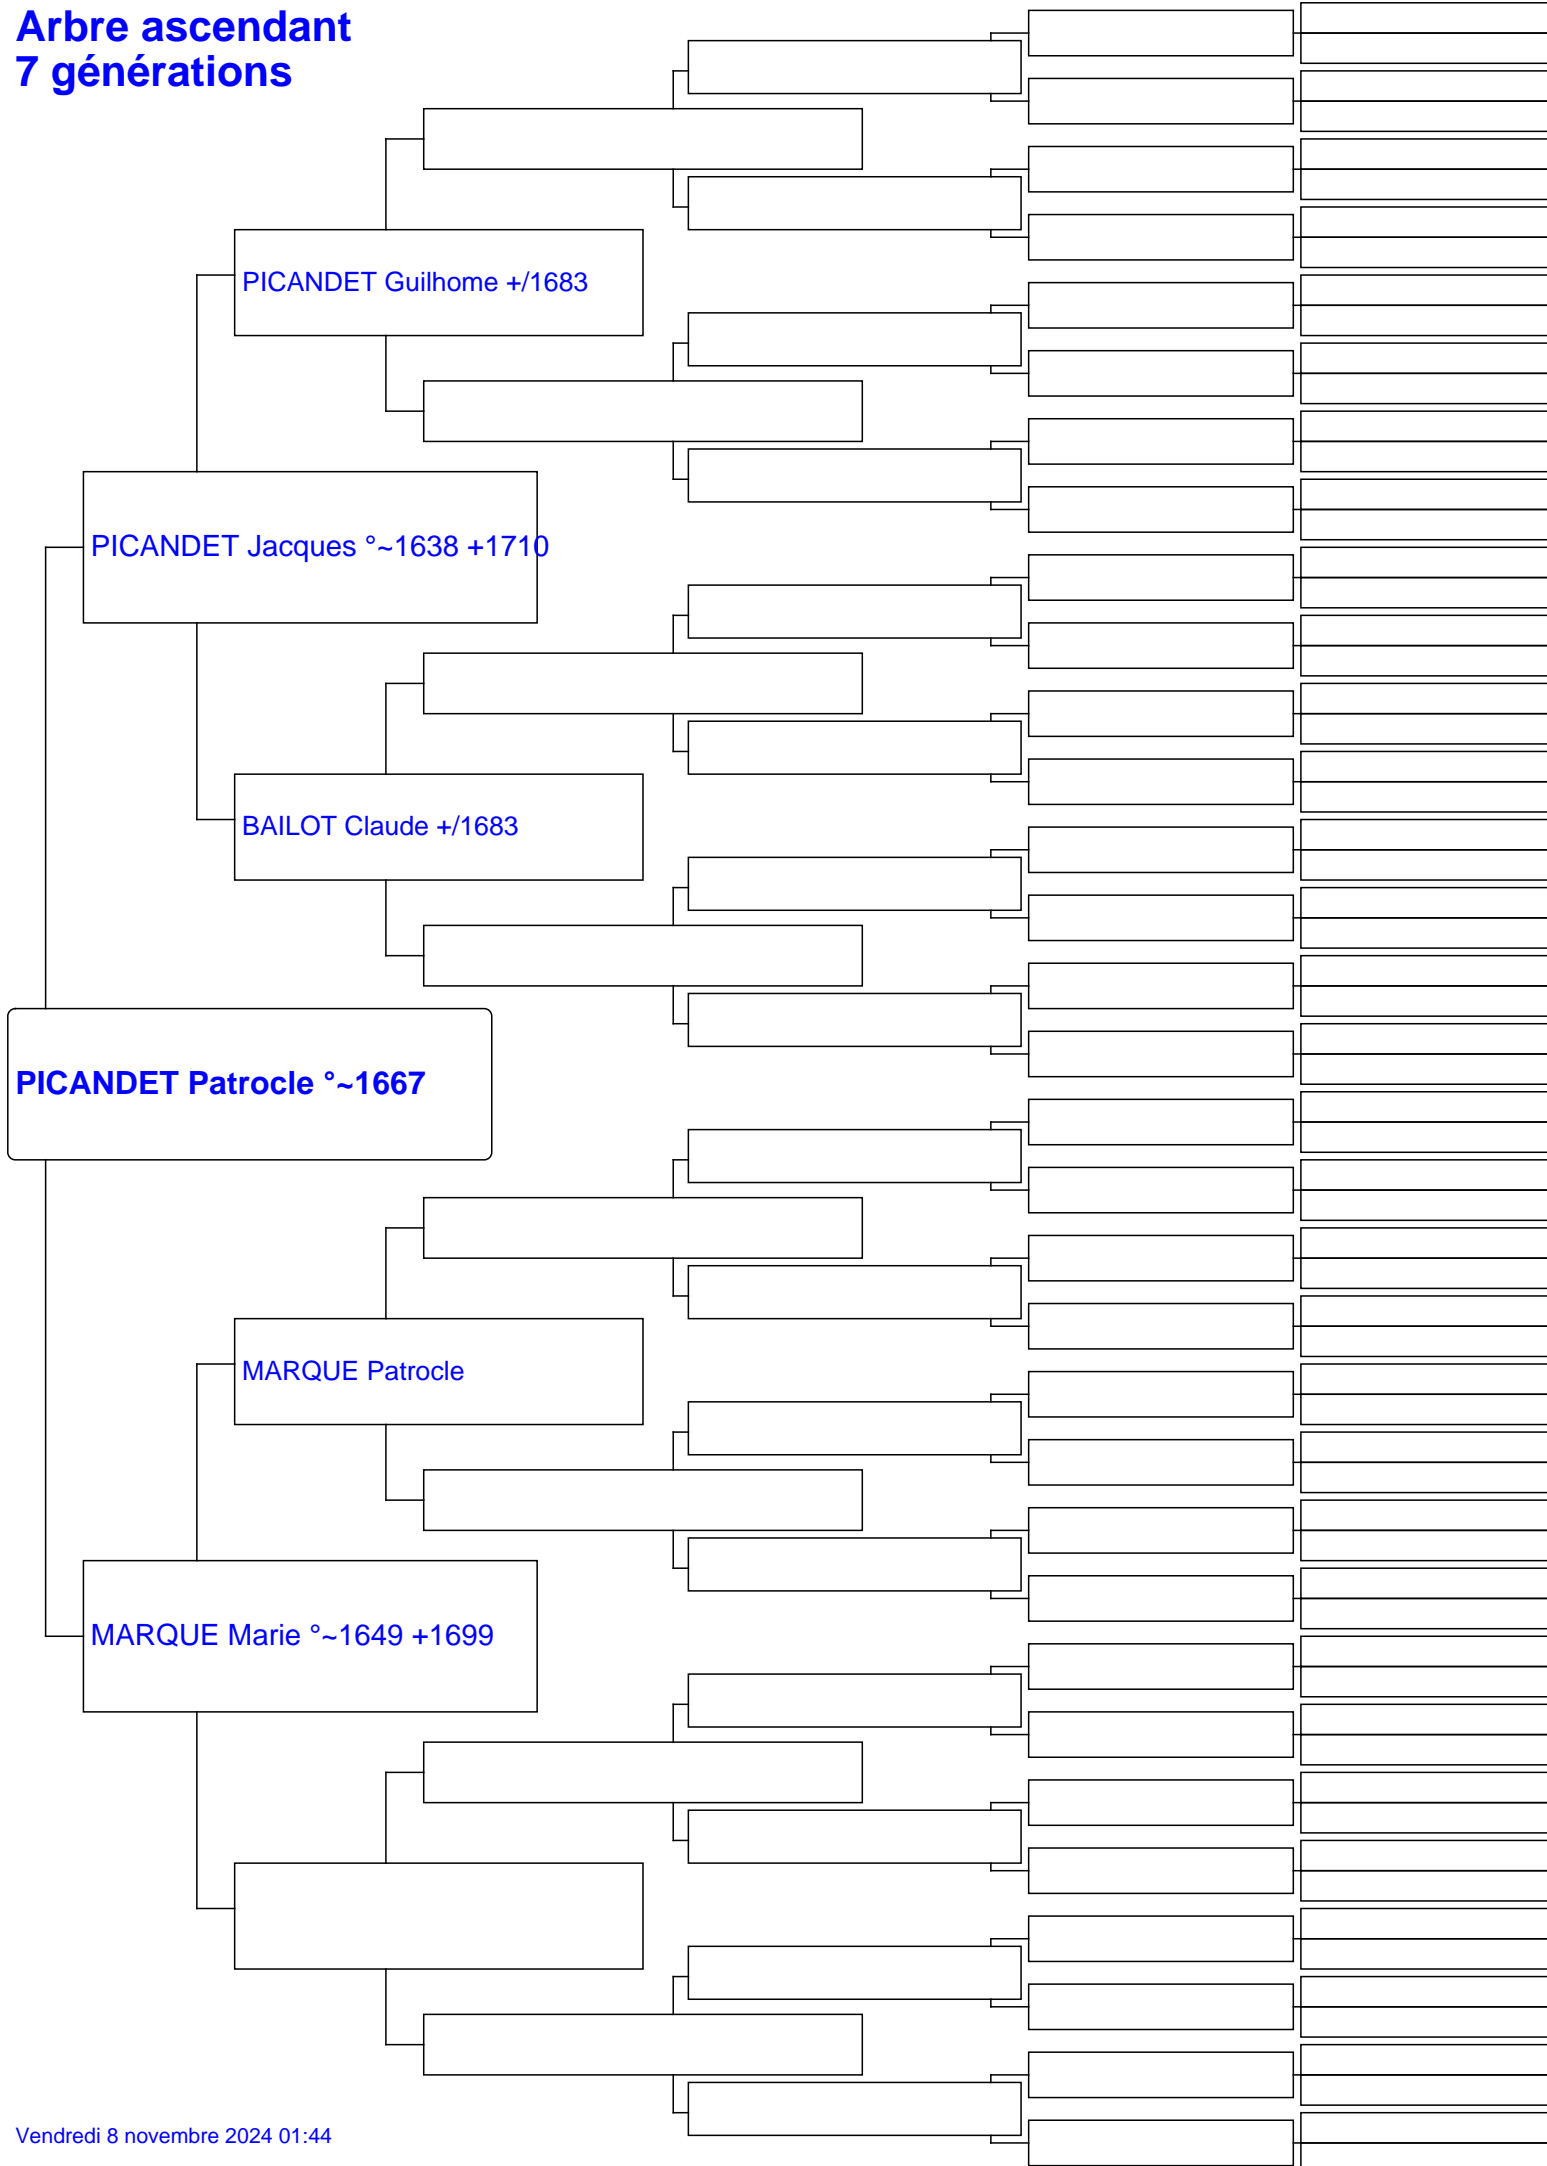 Arbre ascendant
7 générations
PICANDET Guilhome +/1683
PICANDET Jacques °~1638 +1710
BAILOT Claude +/1683
PICANDET Patrocle °~1667
MARQUE Patrocle
MARQUE Marie °~1649 +1699
Vendredi 8 novembre 2024 01:44